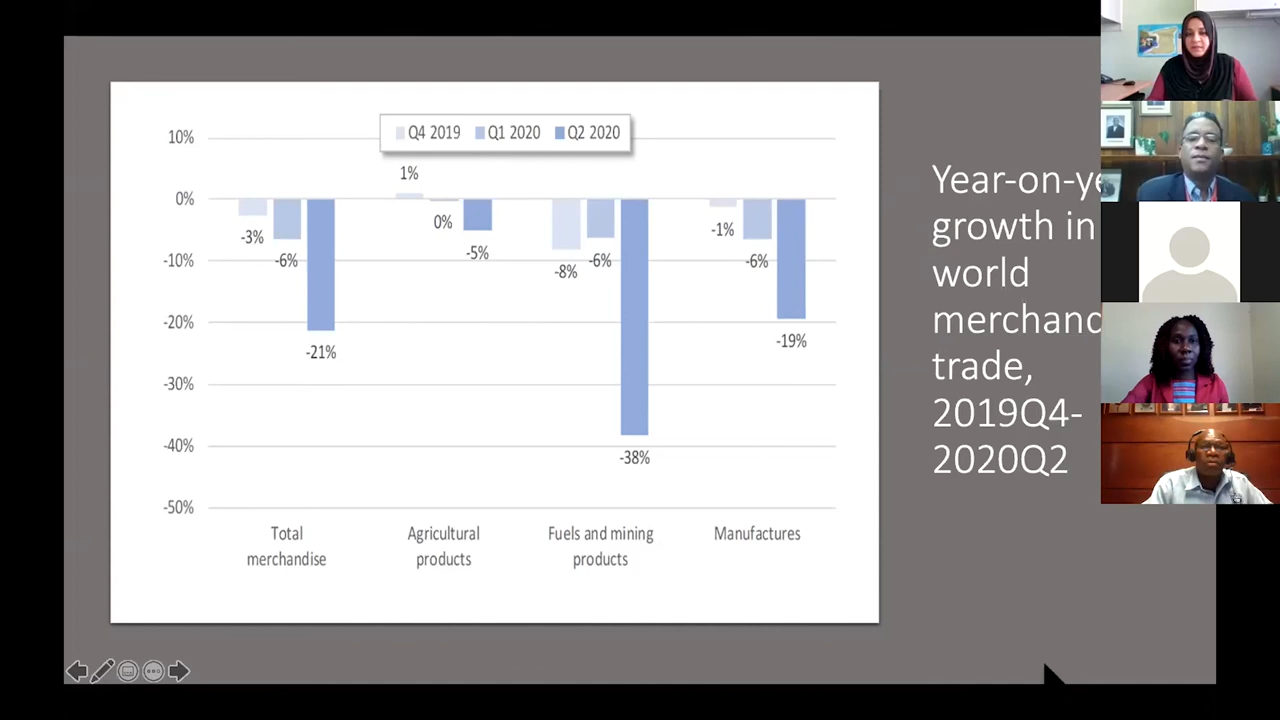 Q4 2019 Q1 2020 Q2 2020
10%
0%
-10%
-20%
-30%
-40%
-50%
-3%
-6%
-21%
1%
0%
-5%
-8%
-6%
-38%
-1%
-6%
-19%
Total
merchandise
Agricultural
products
Fuels and mining
products
Manufactures
Year-on-ye
growth in
world
merchand
trade,
2019Q4-
2020Q2